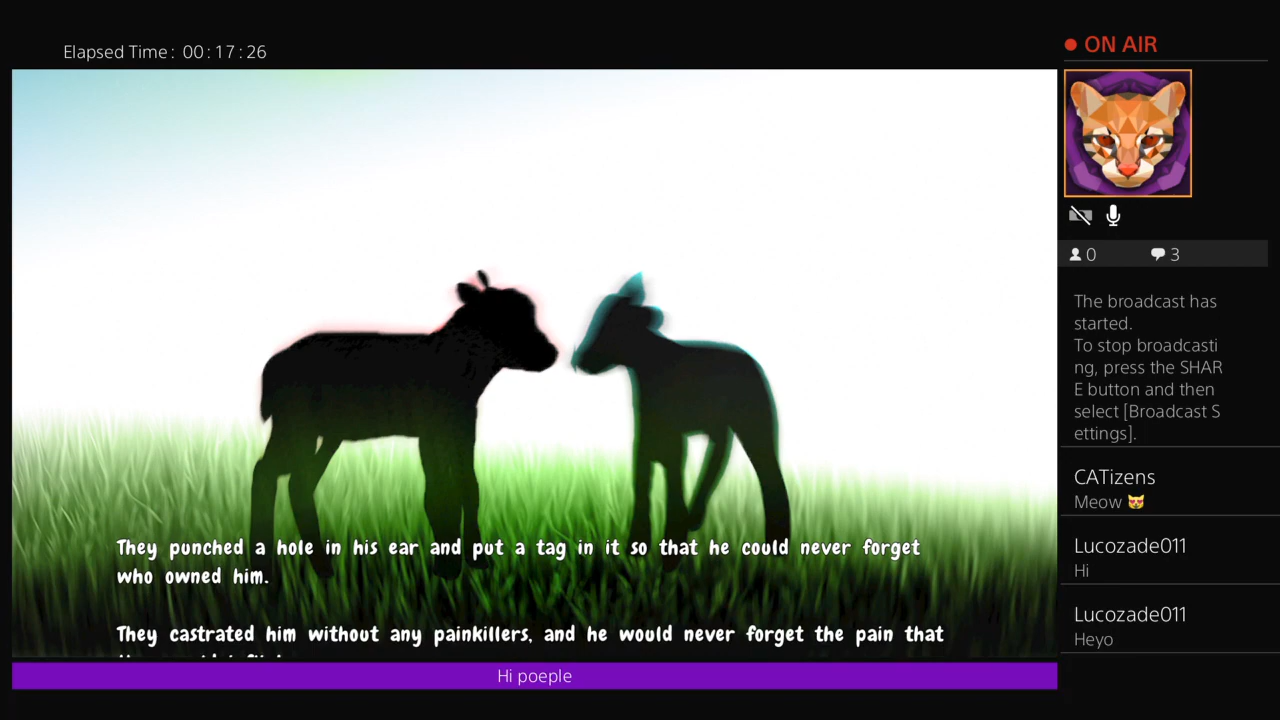 Elapsed Time: 00:17:26
ON AIR
0 3
The broadcast has
started.
To stop broadcasti
ng, press the SHAR
E button and then
select [Broadcast S
ettings].
CATizens
Meow 😻
Lucozade011
Hi
Lucozade011
Heyo
They punched a hole in his ear and put a tag in it so that he could never forget
who owned him.
They castrated him without any painkillers, and he would never forget the pain that
Hi poeple